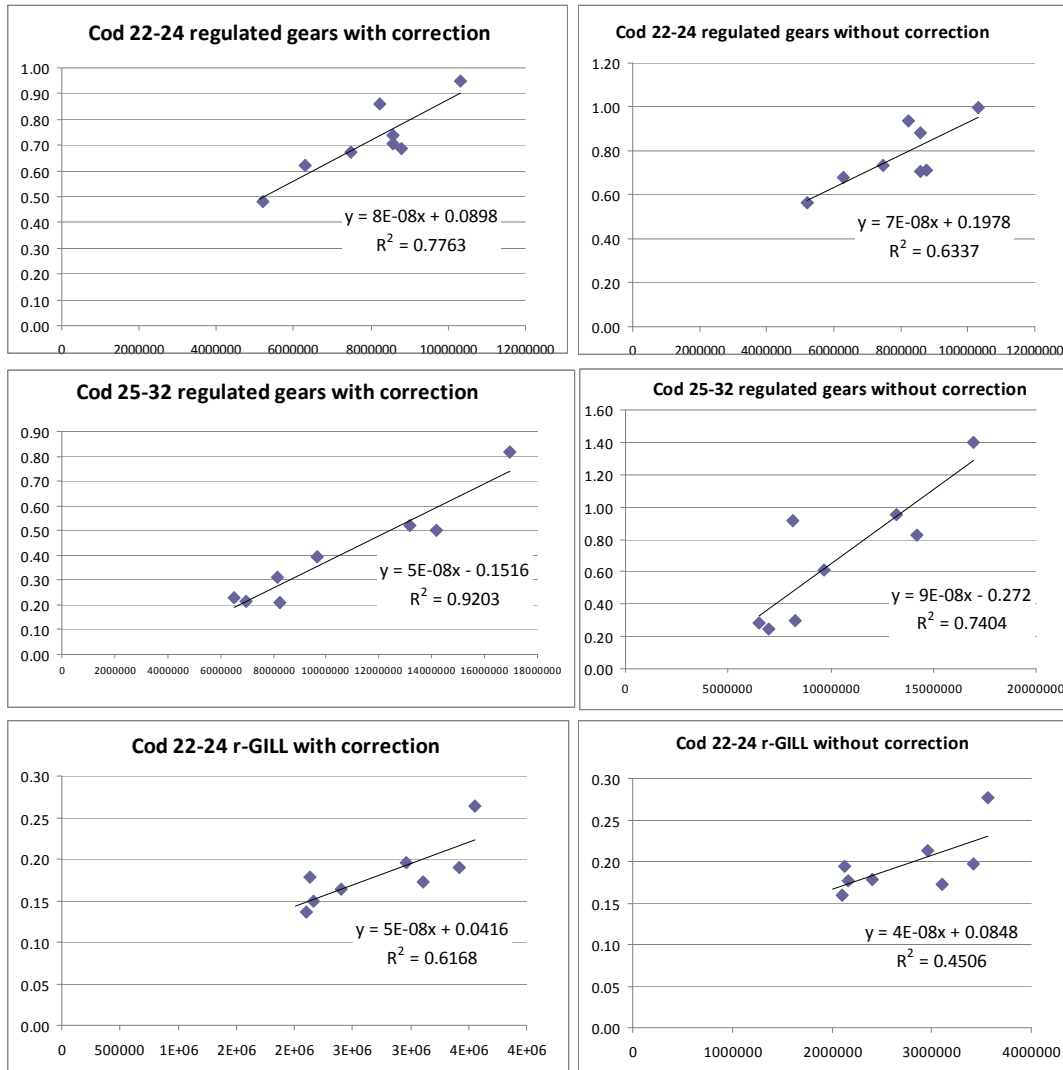 Cod 22-24 regulated gears with correction
1.00
0.90
0.80
0.70
0.60
0.50
0.40
0.30
0.20
0.10
0.00
y = 8E-08x + 0.0898
R² = 0.7763
0 2000000 4000000 6000000 8000000 10000000 12000000
Cod 22-24 regulated gears without correction
1.20
1.00
0.80
0.60
0.40
0.20
0.00
y = 7E-08x + 0.1978
R² = 0.6337
0 2000000 4000000 6000000 8000000 10000000 12000000
Cod 25-32 regulated gears with correction
0.90
0.80
0.70
0.60
0.50
0.40
0.30
0.20
0.10
0.00
y = 5E-08x - 0.1516
R² = 0.9203
0 2000000 4000000 6000000 8000000 10000000 12000000 14000000 16000000 18000000
Cod 25-32 regulated gears without correction
1.60
1.40
1.20
1.00
0.80
0.60
0.40
0.20
0.00
y = 9E-08x - 0.272
R² = 0.7404
0 5000000 10000000 15000000 20000000
Cod 22-24 r-GILL with correction
0.30
0.25
0.20
0.15
0.10
0.05
0.00
y = 5E-08x + 0.0416
R² = 0.6168
0 500000 1E+06 2E+06 2E+06 3E+06 3E+06 4E+06 4E+06
Cod 22-24 r-GILL without correction
0.30
0.25
0.20
0.15
0.10
0.05
0.00
y = 4E-08x + 0.0848
R² = 0.4506
0 1000000 2000000 3000000 4000000